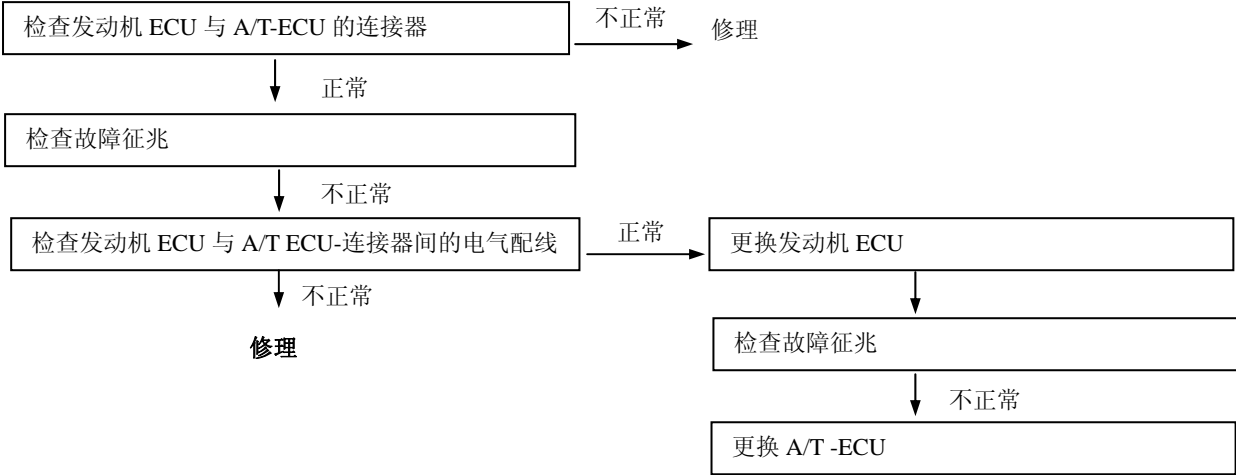 检查发动机 ECU 与 A/T-ECU 的连接器
不正常
修理
正常
检查故障征兆
不正常
检查发动机 ECU 与 A/T ECU-连接器间的电气配线
正常
更换发动机 ECU
不正常
修理
检查故障征兆
不正常
更换 A/T -ECU